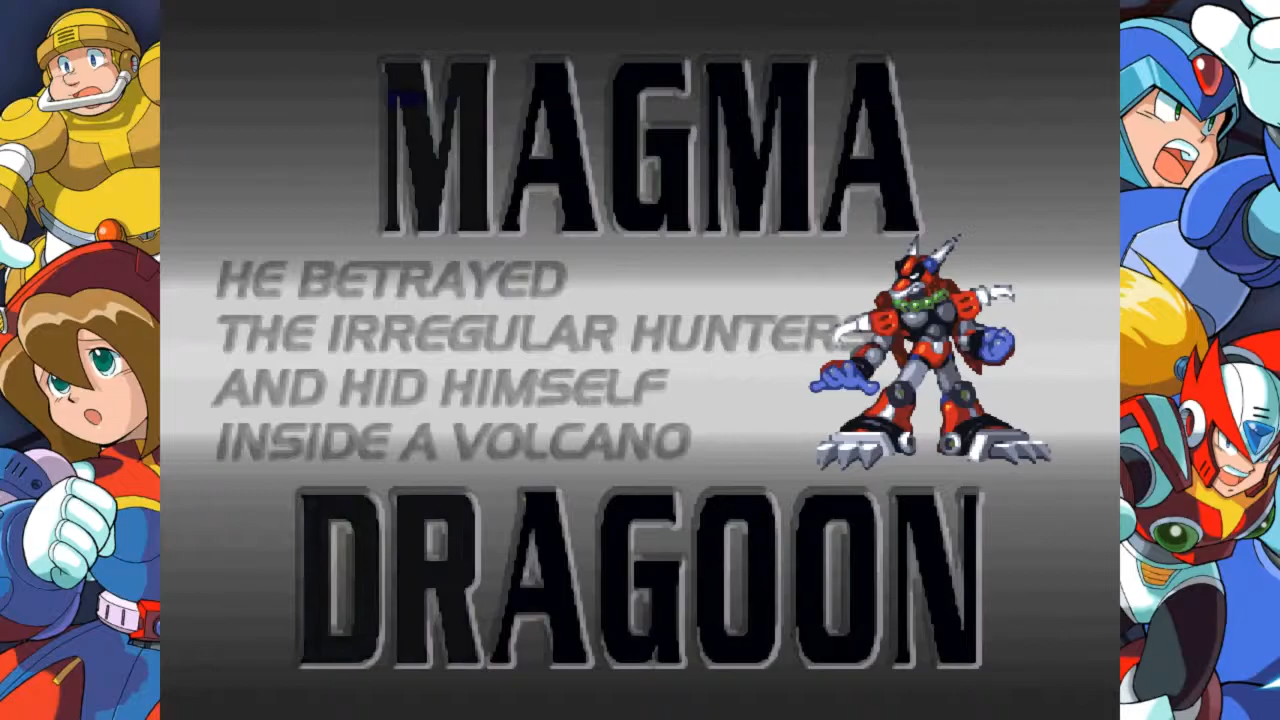 MAGMA
HE BETRAYED
THE IRREGULAR HUNTERS
AND HID HIMSELF
INSIDE A VOLCANO
DRAGOON